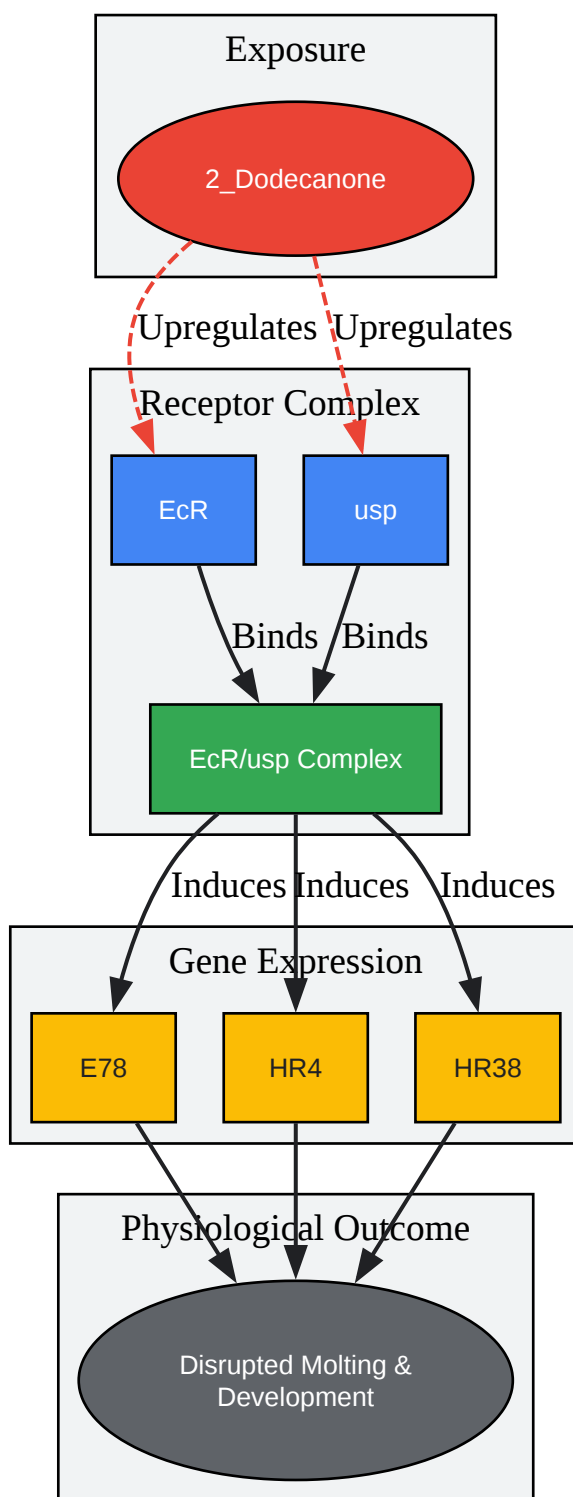 Exposure
2_Dodecanone
Upregulates Upregulates
Receptor Complex
EcR usp
Binds Binds
EcR/usp Complex
Induces Induces Induces
Gene Expression
E78 HR4 HR38
Physiological Outcome
Disrupted Molting &
Development